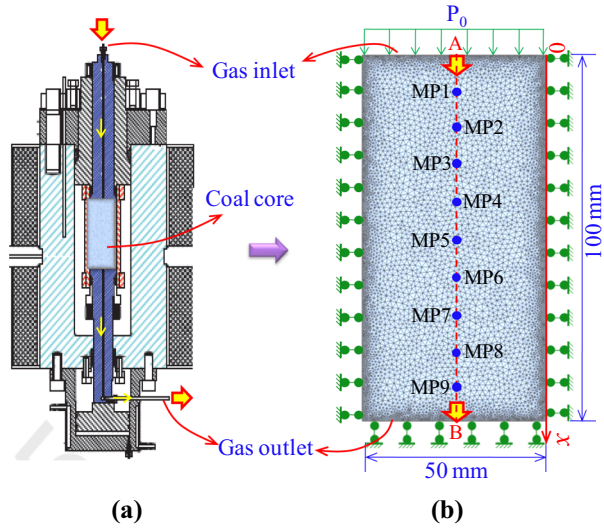 P0
A
0
Gas inlet
MP1
MP2
MP3
Coal core
MP4
MP5
MP6
MP7
MP8
MP9
100 mm
B
x
Gas outlet
50 mm
(a)
(b)